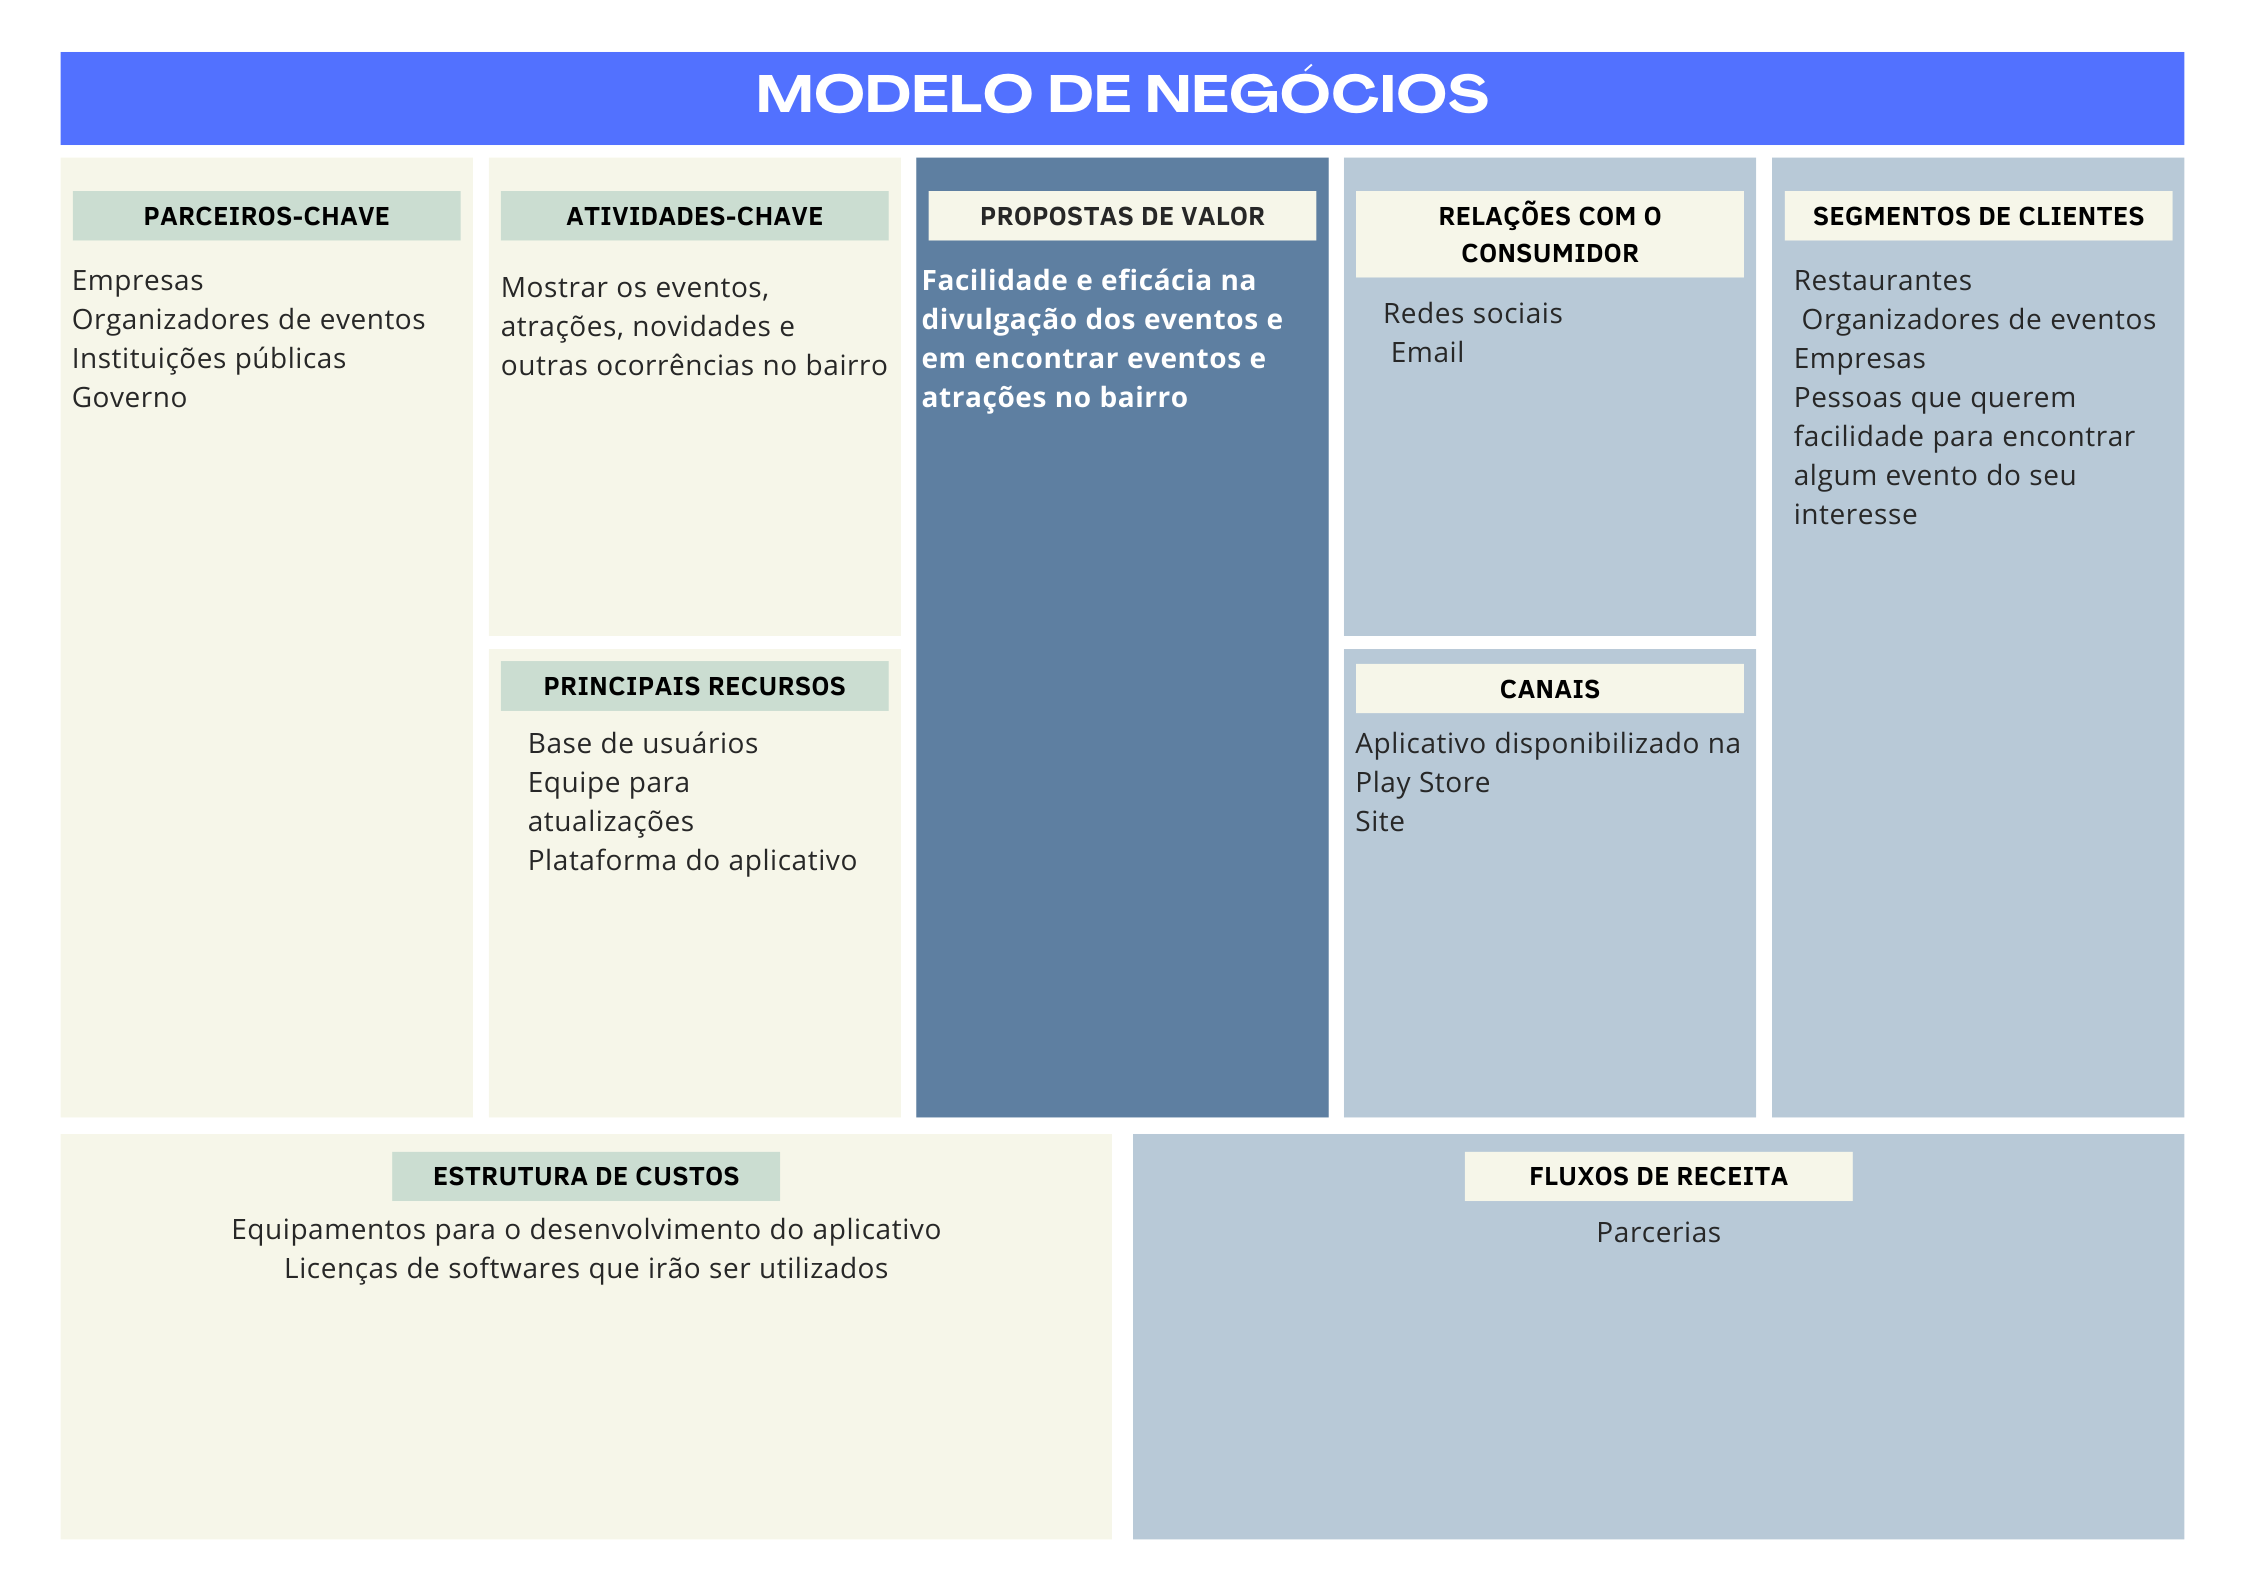 MODELO DE NEGÓCIOS
PARCEIROS-CHAVE
Empresas
Organizadores de eventos
Instituições públicas
Governo
ATIVIDADES-CHAVE
Mostrar os eventos,
atrações, novidades e
outras ocorrências no bairro
PRINCIPAIS RECURSOS
Base de usuários
Equipe para
atualizações
Plataforma do aplicativo
PROPOSTAS DE VALOR
Facilidade e eficácia na
divulgação dos eventos e
em encontrar eventos e
atrações no bairro
RELAÇÕES COM O
CONSUMIDOR
Redes sociais
Email
CANAIS
Aplicativo disponibilizado na
Play Store
Site
SEGMENTOS DE CLIENTES
Restaurantes
Organizadores de eventos
Empresas
Pessoas que querem
facilidade para encontrar
algum evento do seu
interesse
ESTRUTURA DE CUSTOS
Equipamentos para o desenvolvimento do aplicativo
Licenças de softwares que irão ser utilizados
FLUXOS DE RECEITA
Parcerias